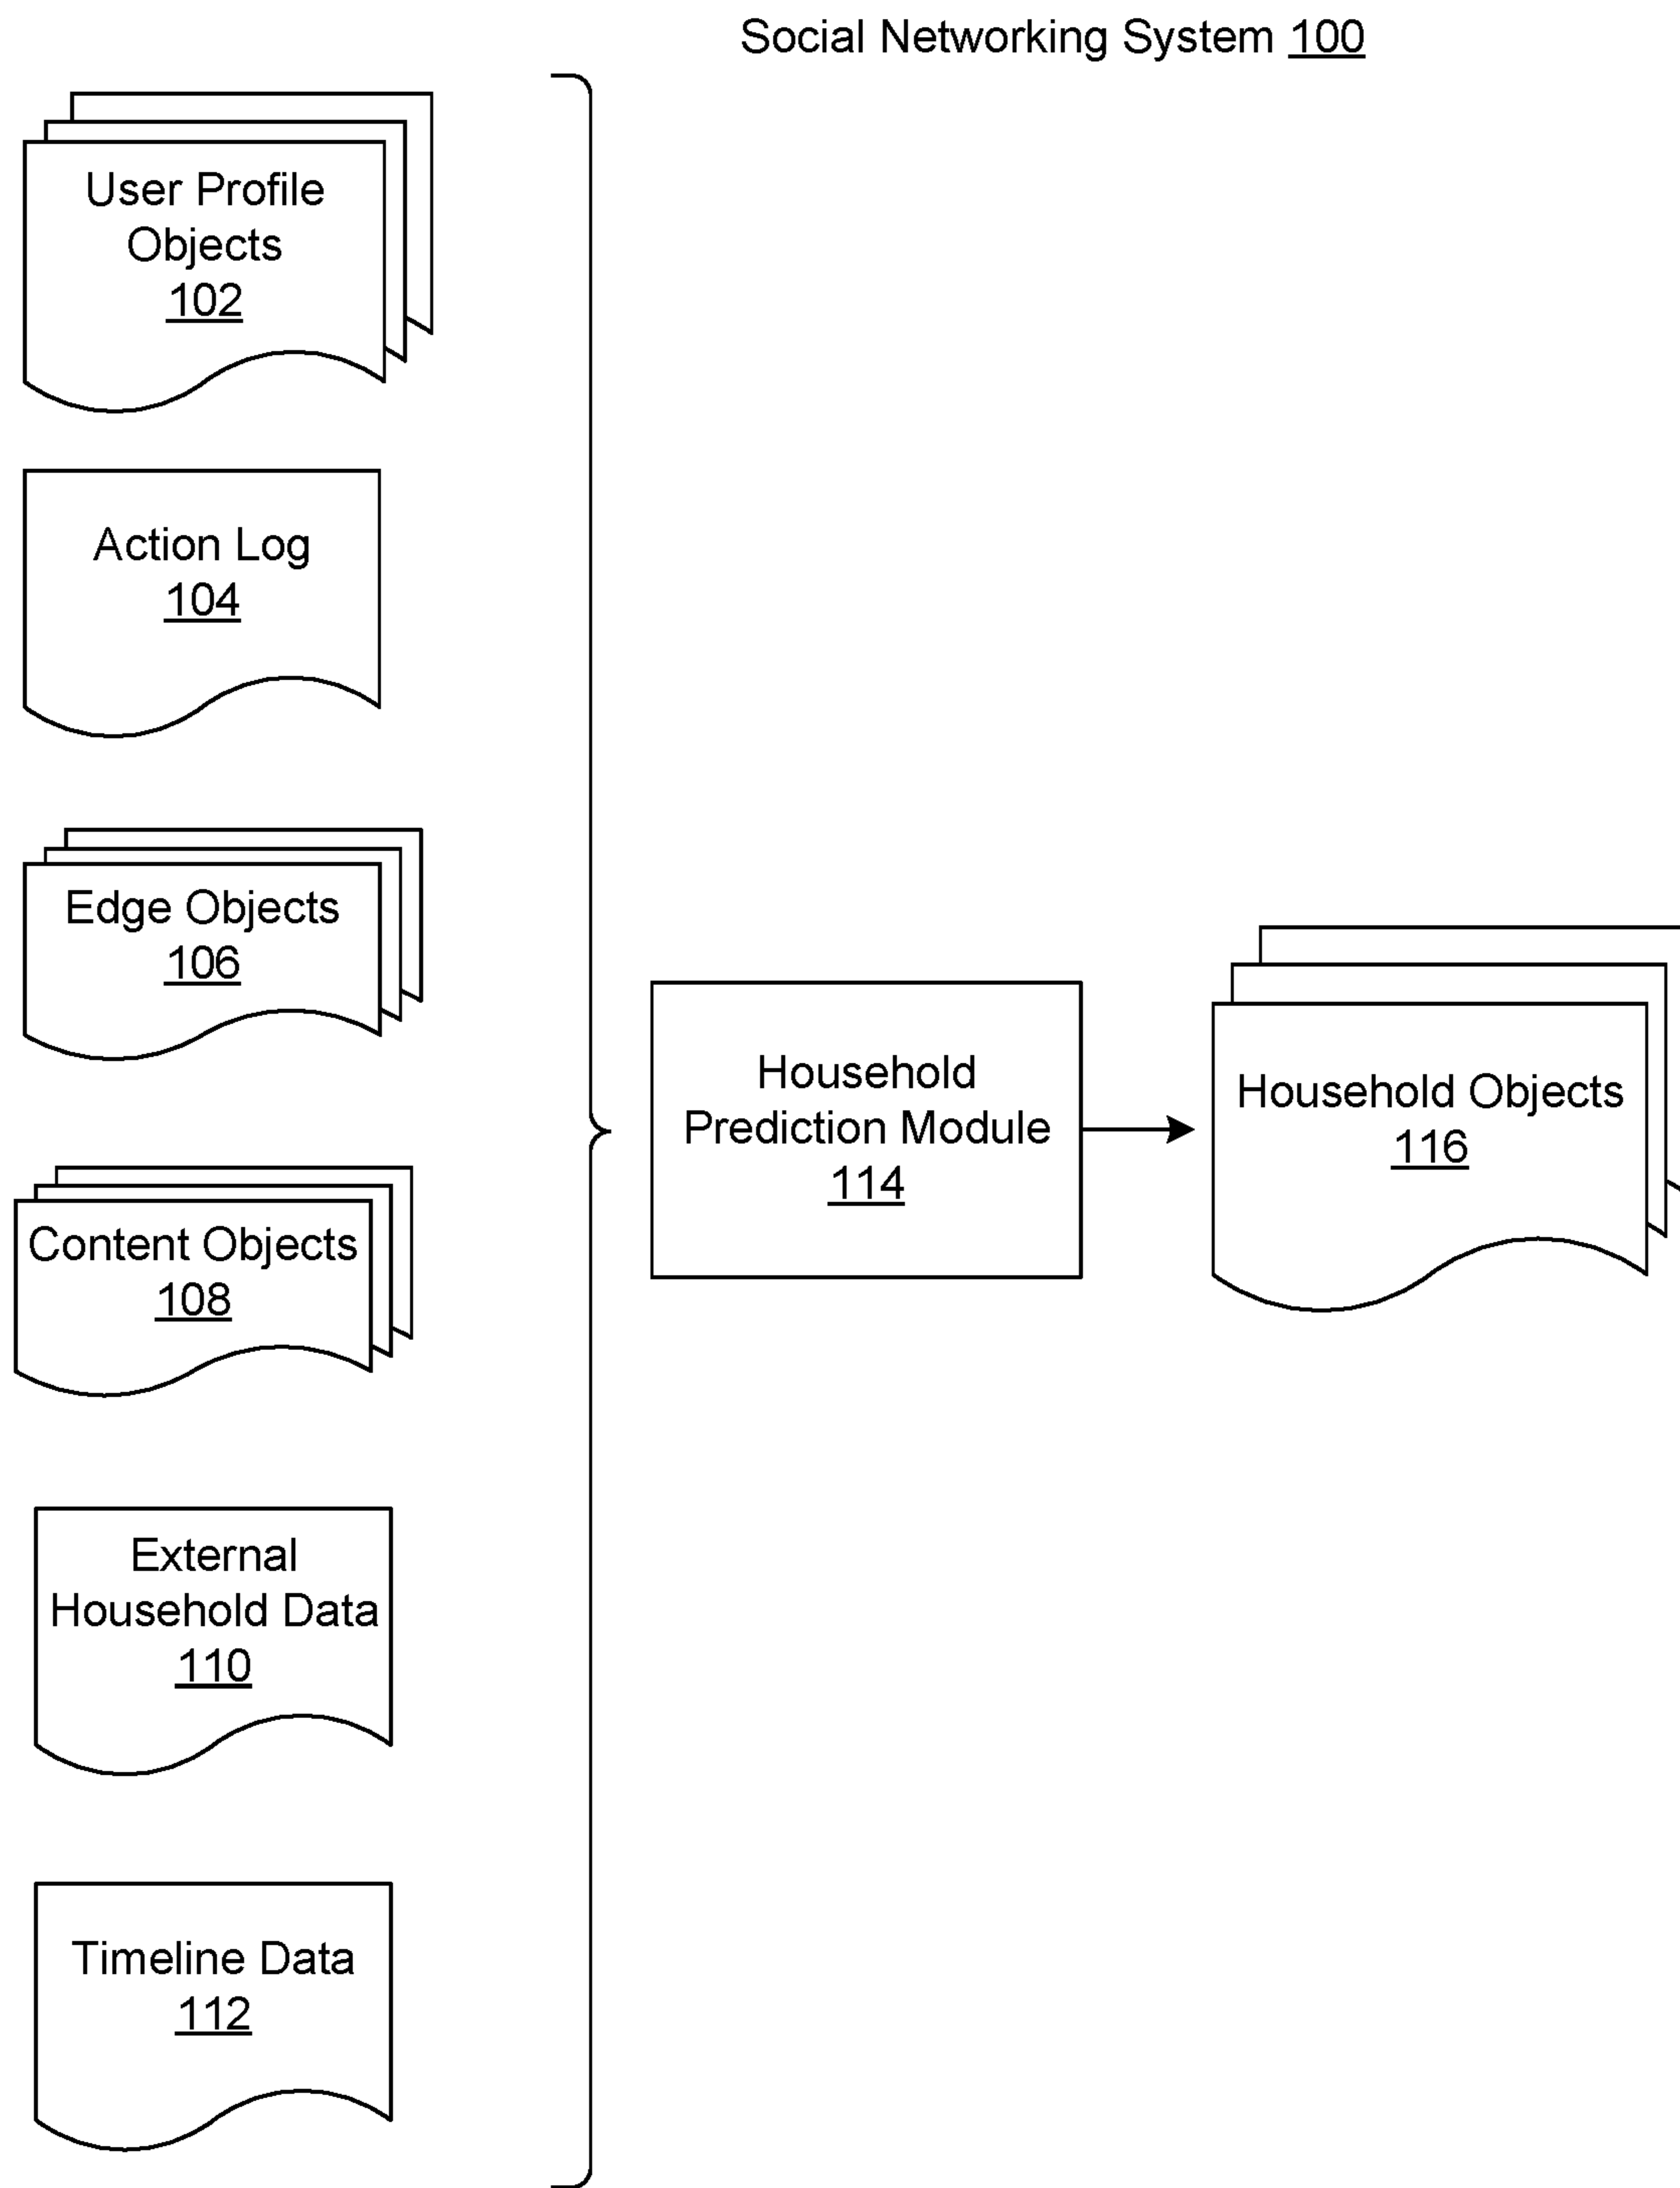 Social Networking System 100
User Profile
Objects
102
Action Log
104
Edge Objects
106
Content Objects
108
External
Household Data
110
Timeline Data
112
Household
Prediction Module
114
Household Objects
116